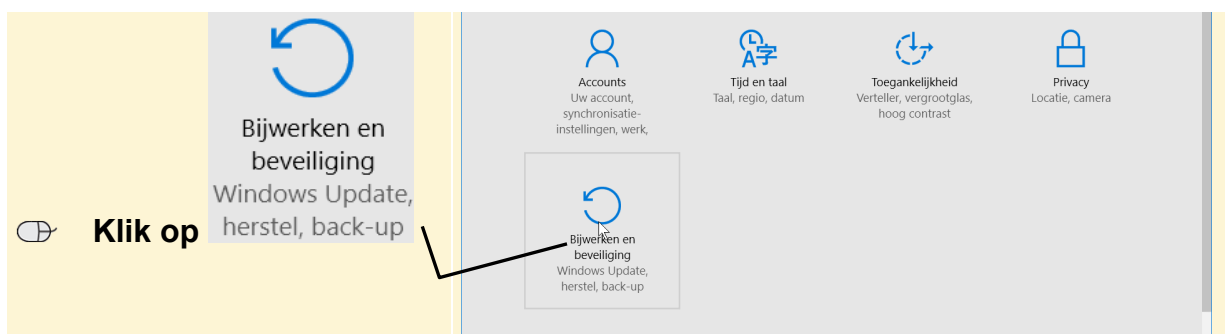 Bijwerken en
beveiliging
Windows Update,
Klik op herstel, back-up
Accounts
Uw account,
synchronisatie-
instellingen, werk,
Tijd en taal
Taal, regio, datum
Toegankelijkheid
Verteller, vergrootglas,
hoog contrast
Privacy
Locatie, camera
Bijwerken en
beveiliging
Windows Update,
herstel, back-up